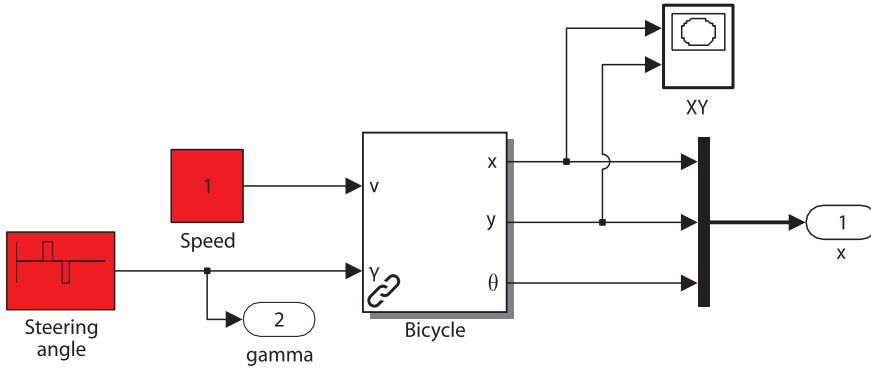 XY
1
Speed
v
γ
x
y
θ
Bicycle
Steering
angle
2
gamma
1
x